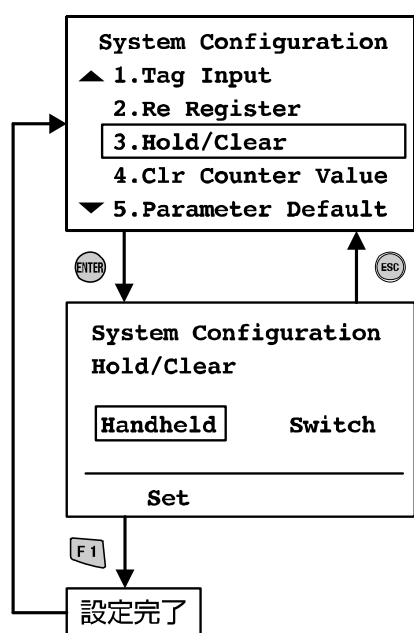 System Configuration
▲ 1.Tag Input
2.Re Register
3.Hold/Clear
4.Clr Counter Value
▼ 5.Parameter Default
ENTER
ESC
System Configuration
Hold/Clear
Handheld Switch
Set
F1
設定完了